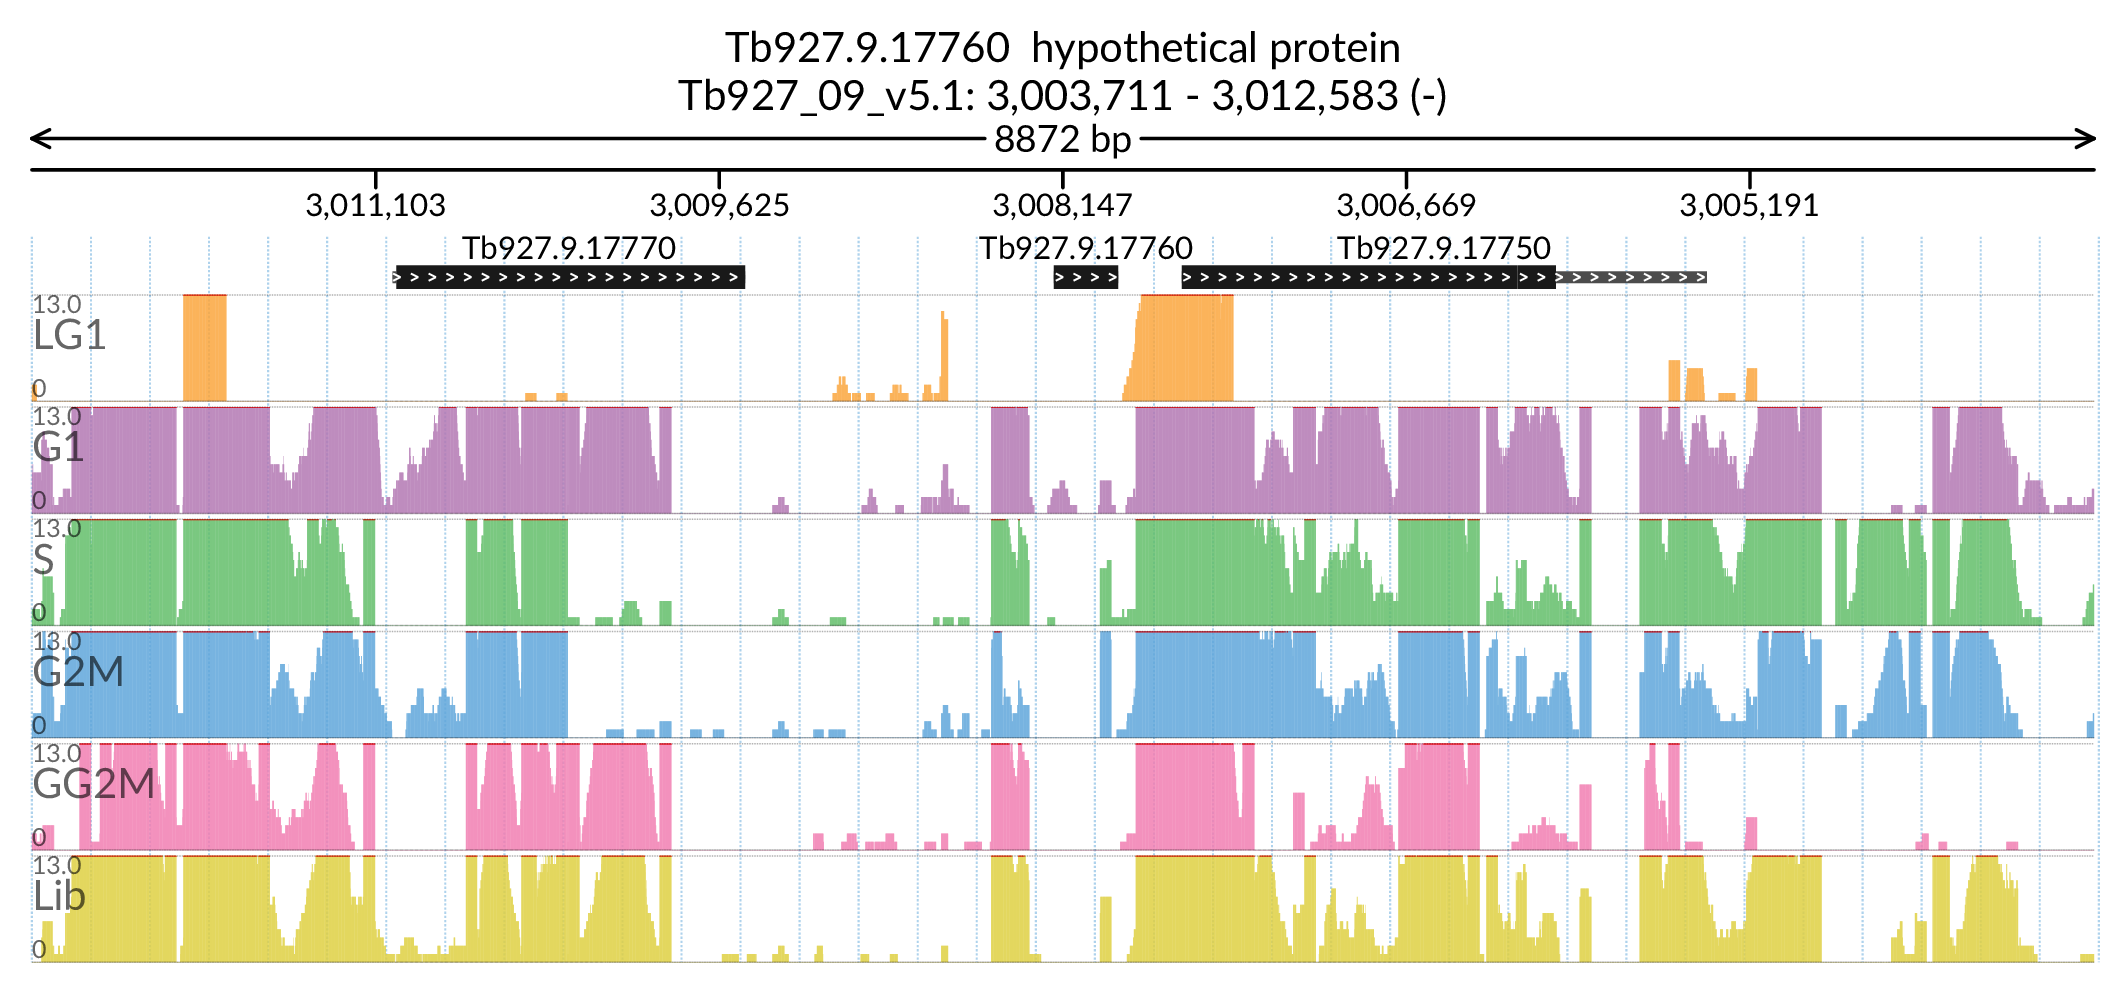 Tb927.9.17760 hypothetical protein
Tb927_09_v5.1: 3,003,711 - 3,012,583 (-)
8872 bp
3,011,103 3,009,625 3,008,147 3,006,669 3,005,191
Tb927.9.17770 Tb927.9.17760 Tb927.9.17750
13.0
LG1
0
13.0
G1
0
13.0
S
0
13.0
G2M
0
13.0
GG2M
0
13.0
Lib
0